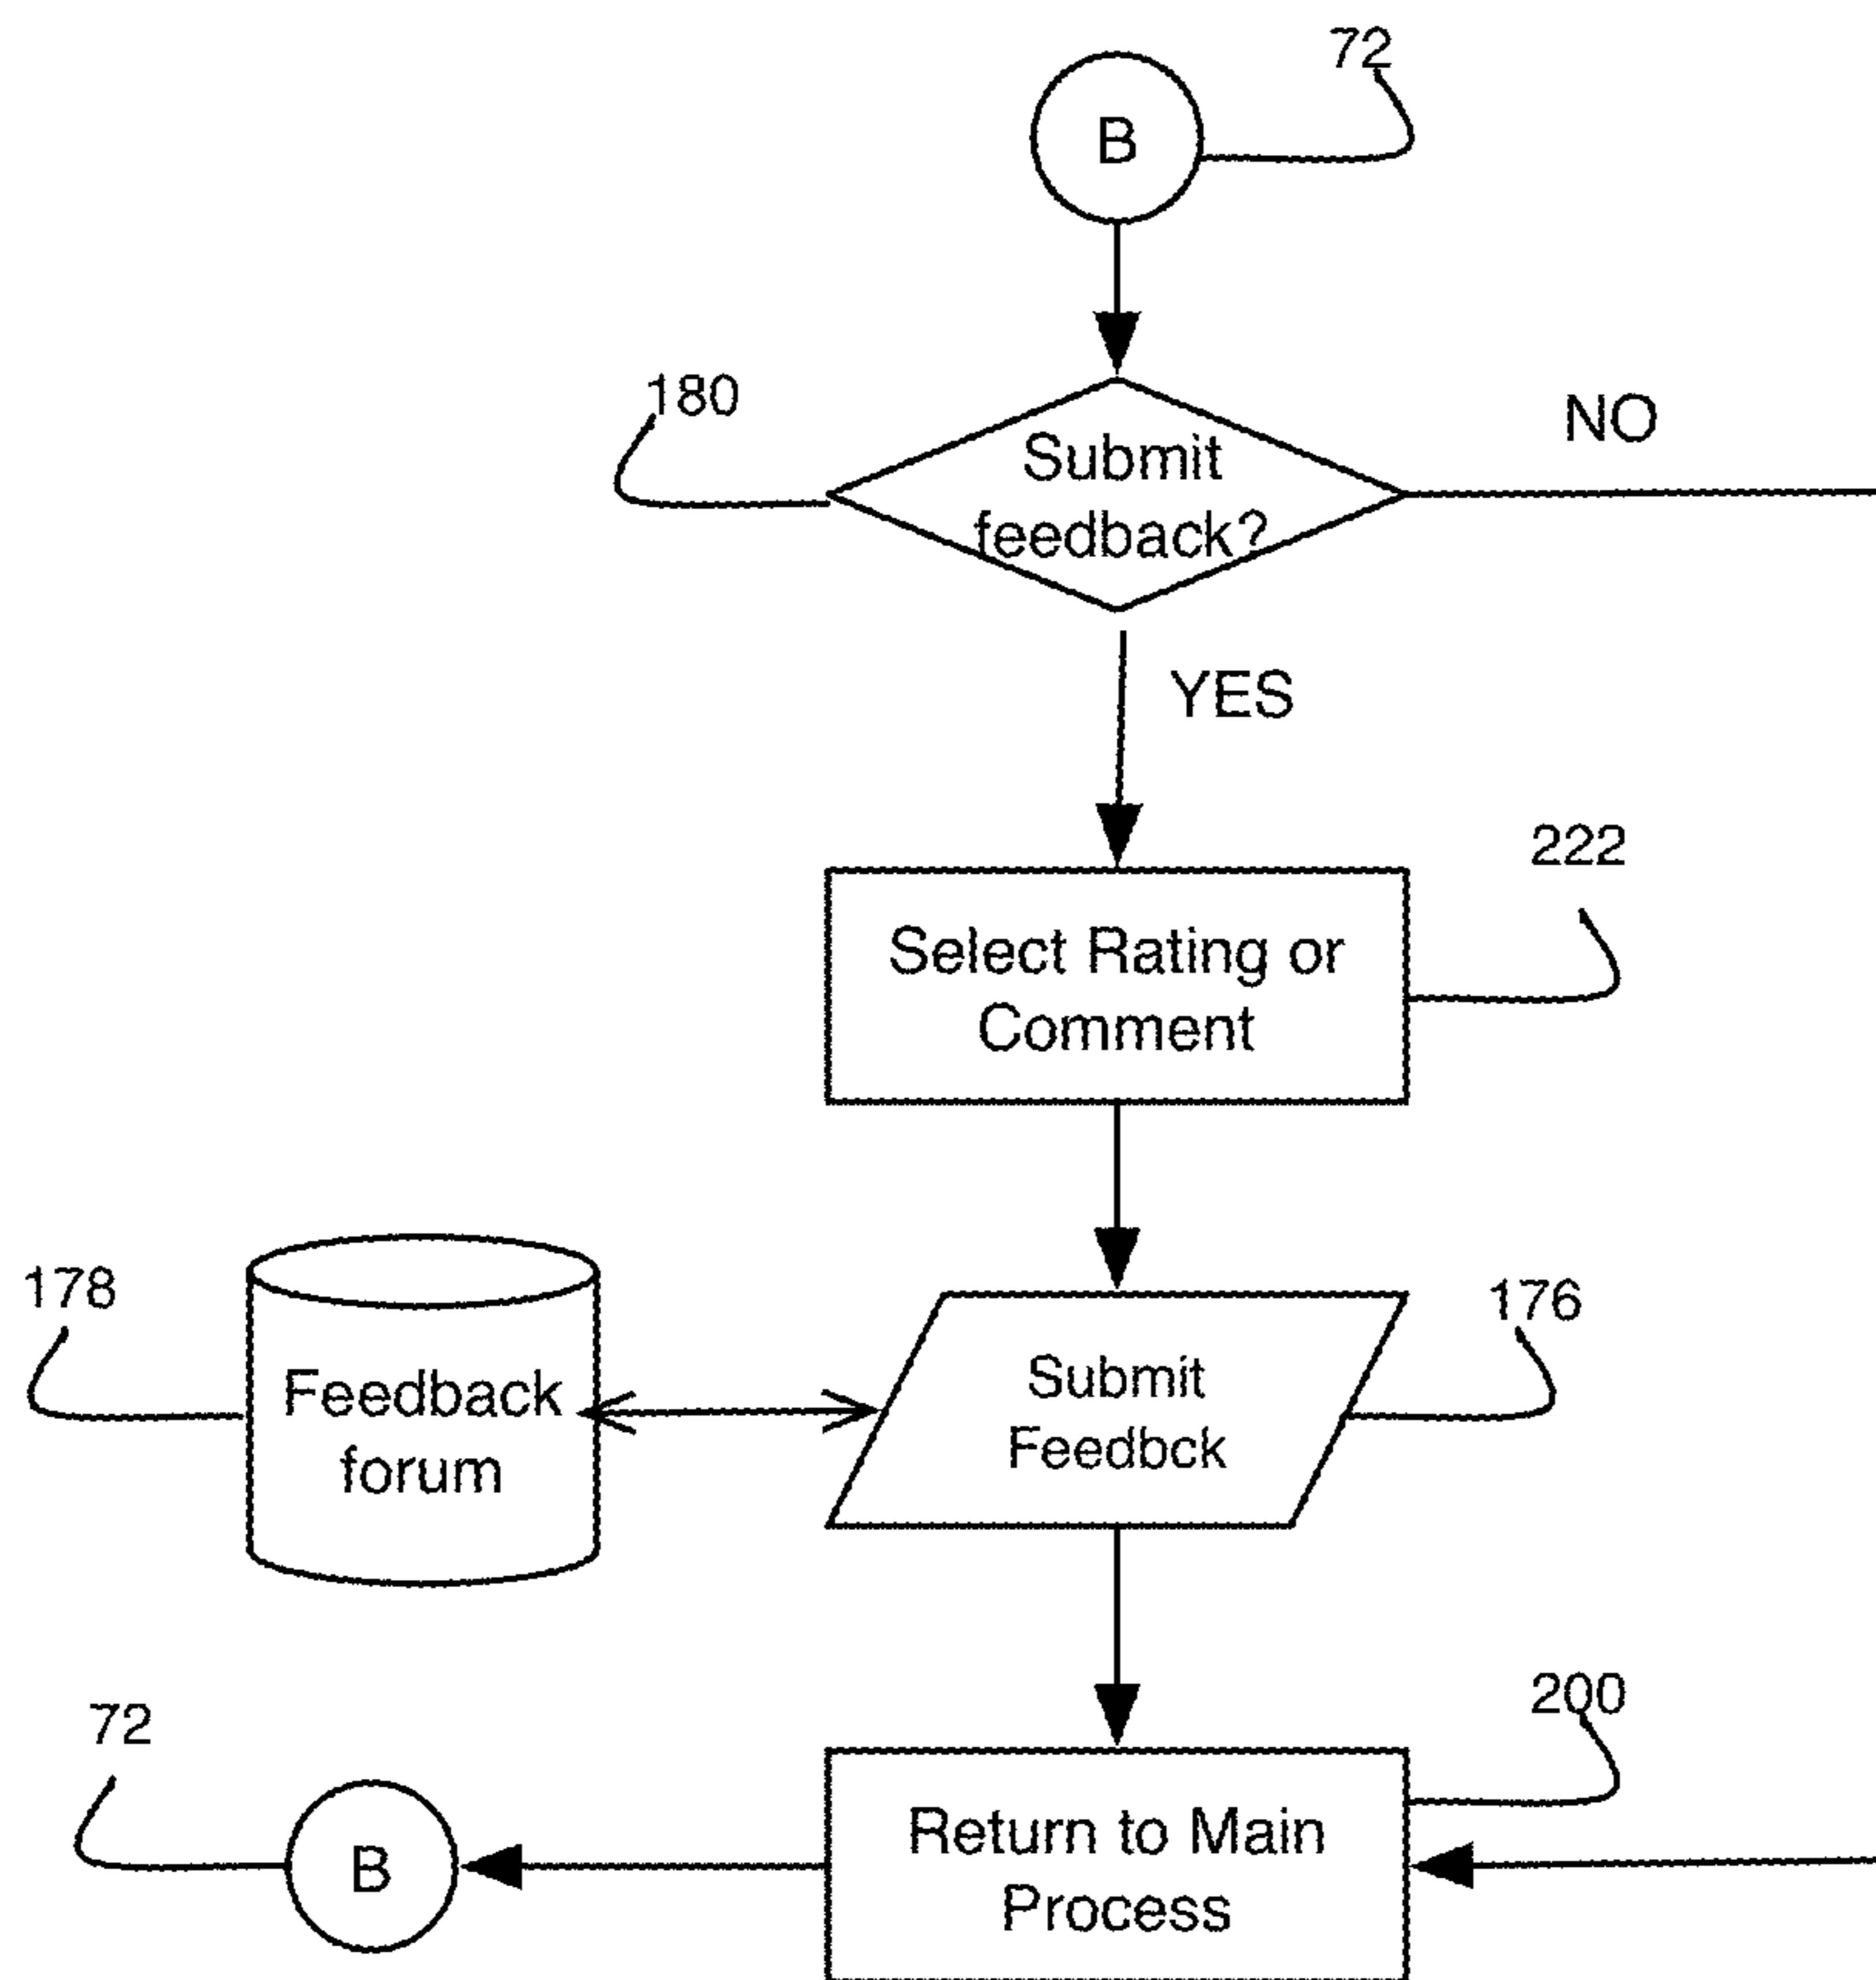 72
B
180
NO
Submit
feedback?
YES
222
Select Rating or
Comment
178
176
Feedback
forum
Submit
Feedbck
72
200
B
Return to Main
Process